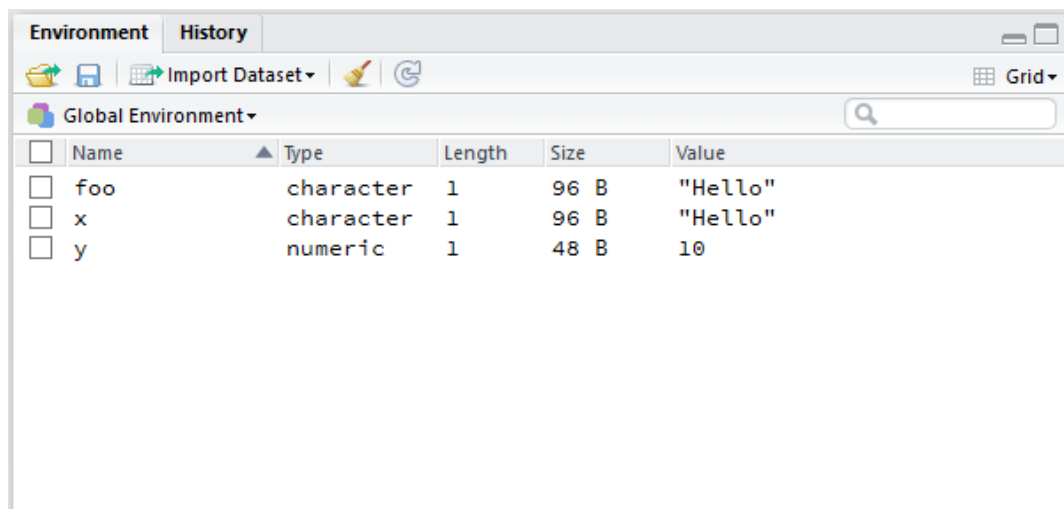 Environment History
Import Dataset Grid
Global Environment
Name Type Length Size Value
foo character 1 96 B "Hello"
x character 1 96 B "Hello"
y numeric 1 48 B 10